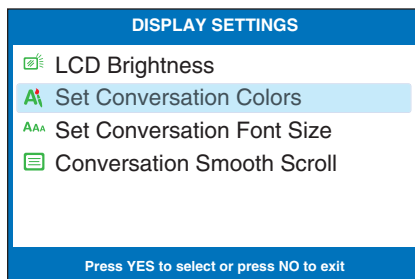 DISPLAY SETTINGS
LCD Brightness
Set Conversation Colors
Set Conversation Font Size
Conversation Smooth Scroll
Press YES to select or press NO to exit